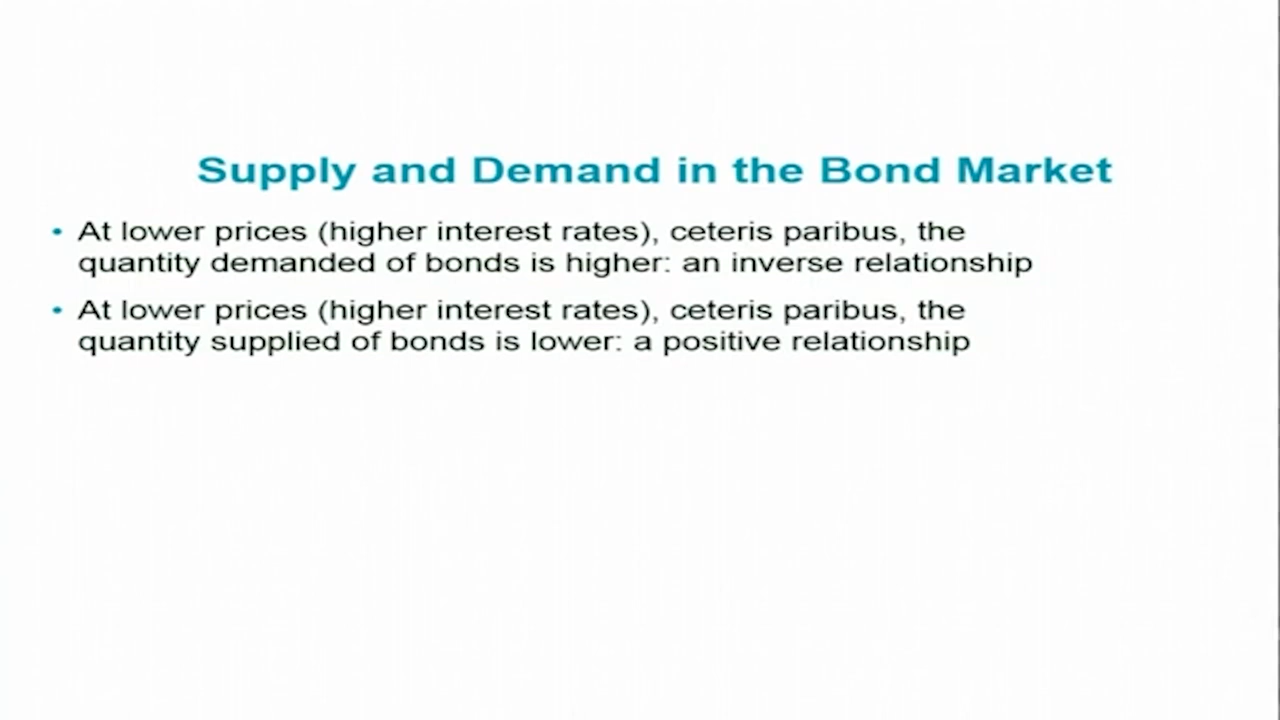 Supply and Demand in the Bond Market
• At lower prices (higher interest rates), ceteris paribus, the
quantity demanded of bonds is higher: an inverse relationship
• At lower prices (higher interest rates), ceteris paribus, the
quantity supplied of bonds is lower: a positive relationship